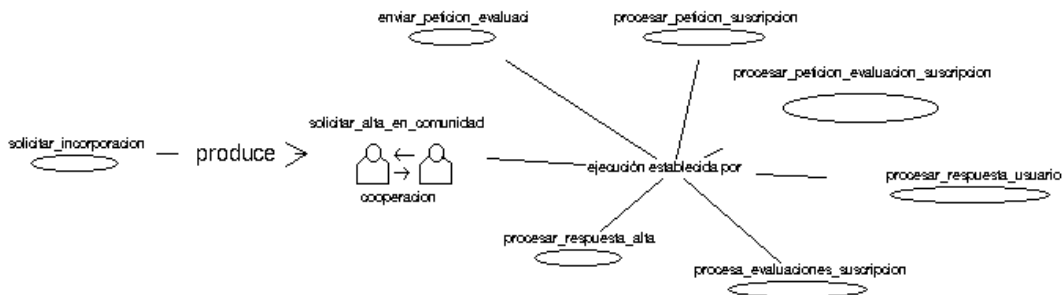 enviar_peticion_evaluaci
procesar_peticion_suscripcion
procesar_peticion_evaluacion_suscripcion
solicitar_alta_en_comunidad
solicitar_incorporacion
produce
cooperacion
ejecución establecida por
procesar_respuesta_usuario
procesar_respuesta_alta
procesa_evaluaciones_suscripcion